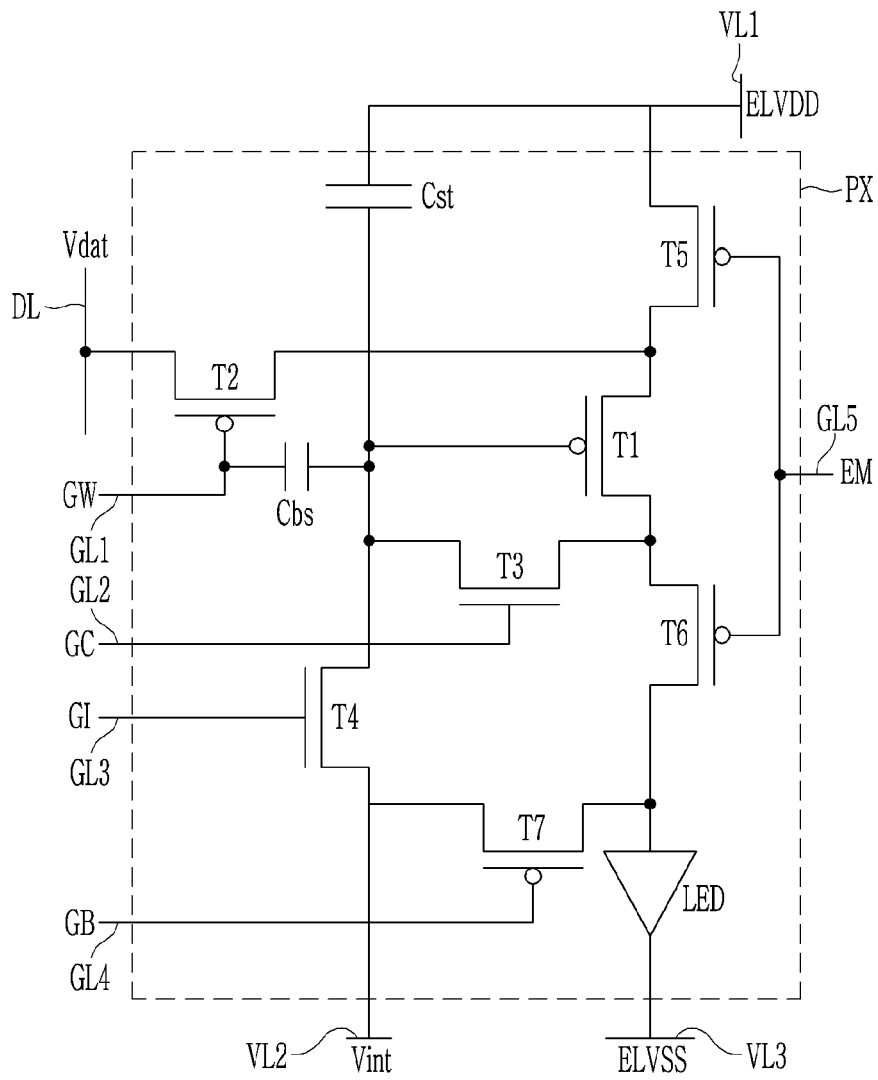 VL1
ELVDD
PX
Cst
Vdat
T5
DL
T2
T1
GL5
EM
GW
Cbs
GL1
GL2
T3
T6
GC
GI
T4
GL3
T7
LED
GB
GL4
VL2
Vint
ELVSS
VL3